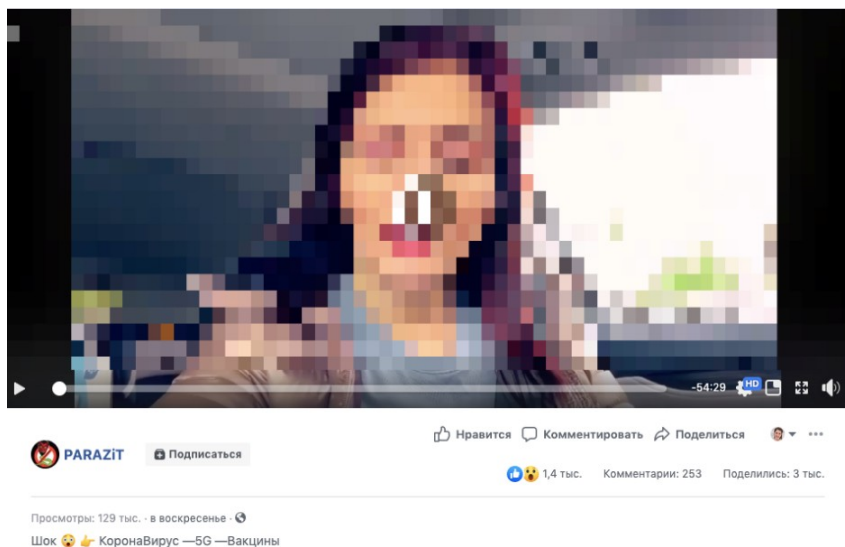 -54:29 HD
Нравится Комментировать Поделиться
PARAZiT Подписаться
1,4 тыс. Комментарии: 253 Поделились: 3 тыс.
Просмотры: 129 тыс. · в воскресенье ·
Шок 😲 👉 КоронаВирус —5G —Вакцины